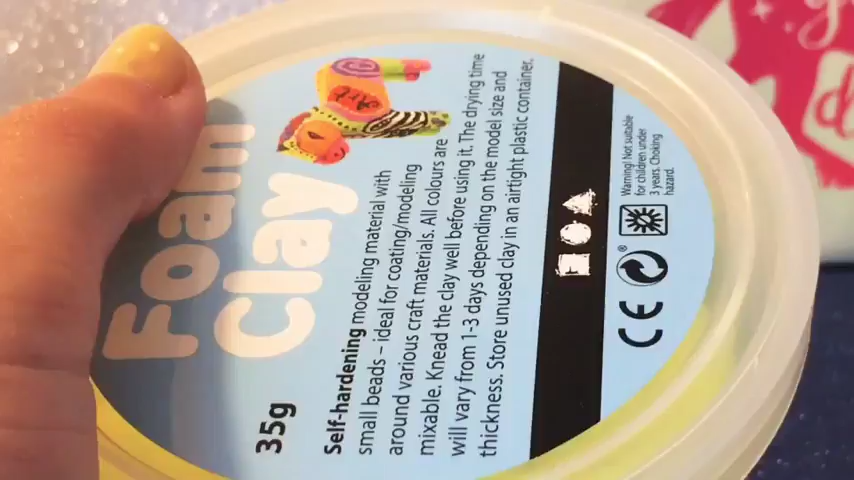 Foam
Clay
35g
Self-hardening modeling material with
small beads – ideal for coating/modeling
around various craft materials. All colours are
mixable. Knead the clay well before using it. The drying time
will vary from 1-3 days depending on the model size and
thickness. Store unused clay in an airtight plastic container.
Warning! Not suitable
for children under
3 years. Choking
hazard.
®
CE